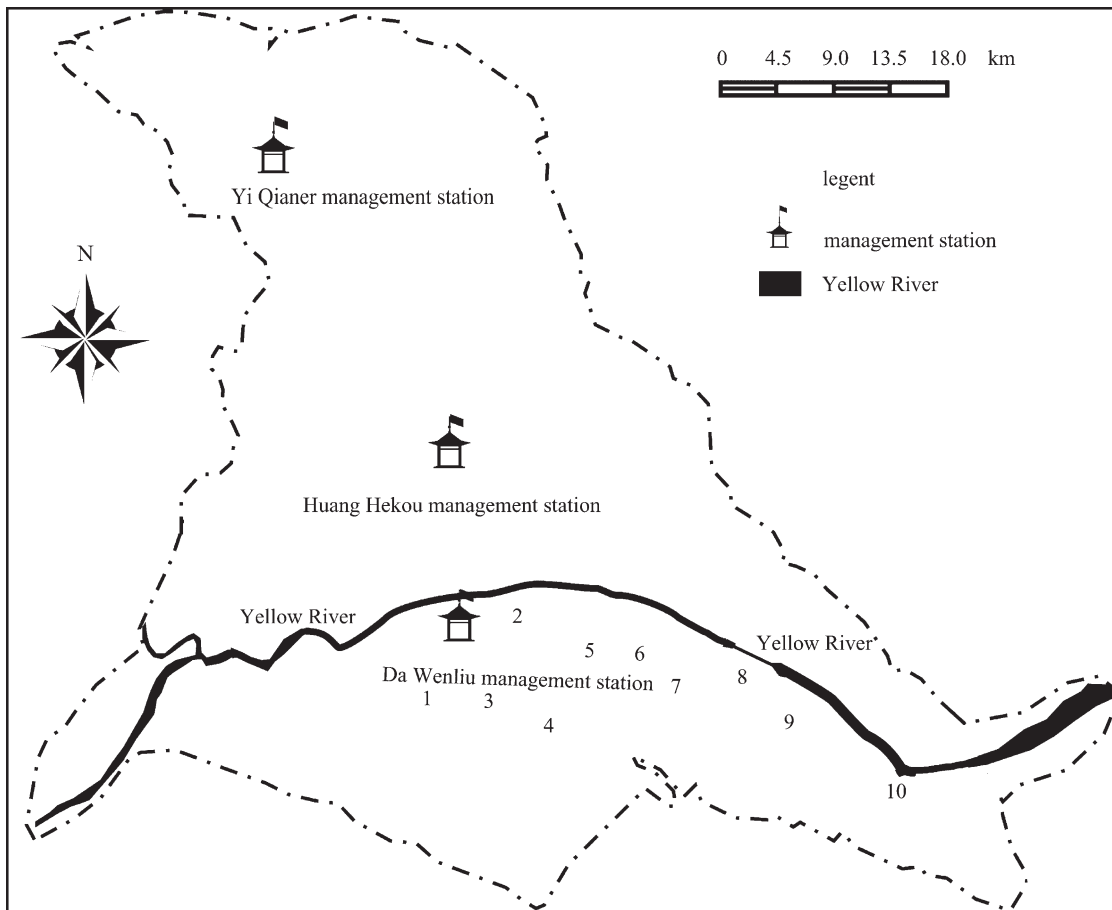 0 4.5 9.0 13.5 18.0 km
legent
Yi Qianer management station
management station
N
Yellow River
Huang Hekou management station
Yellow River
2
Yellow River
5
6
Da Wenliu management station
7
8
1
3
4
9
10